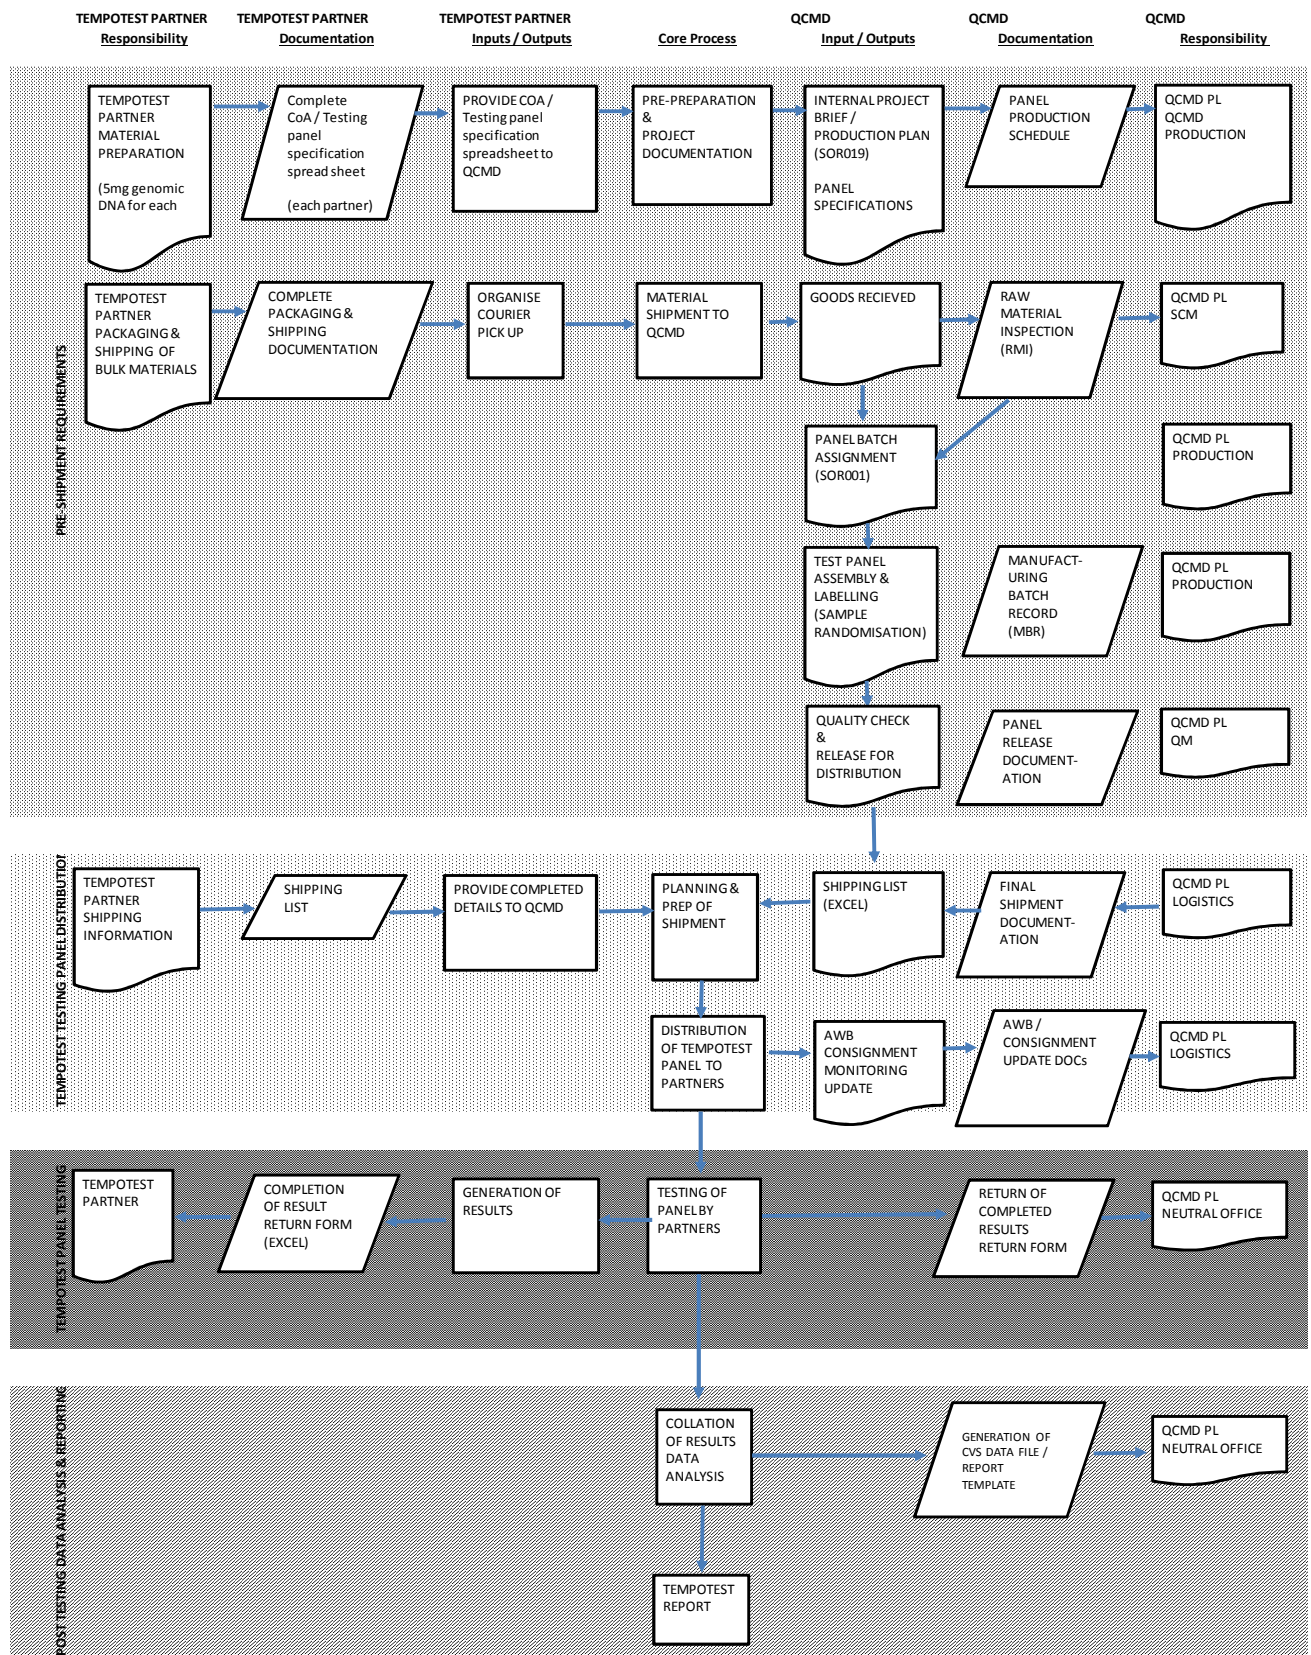 TEMPOTEST PARTNER
Responsibility
TEMPOTEST PARTNER
Documentation
TEMPOTEST PARTNER
Inputs / Outputs
Core Process
QCMD
Input / Outputs
QCMD
Documentation
QCMD
Responsibility
PRE-SHIPMENT REQUIREMENTS
TEMPOTEST
PARTNER
MATERIAL
PREPARATION
(5mg genomic
DNA for each
Complete
CoA / Testing
panel
specification
spread sheet
(each partner)
PROVIDE COA /
Testing panel
specification
spreadsheet to
QCMD
PRE-PREPARATION
&
PROJECT
DOCUMENTATION
INTERNAL PROJECT
BRIEF /
PRODUCTION PLAN
(SOR019)
PANEL
SPECIFICATIONS
PANEL
PRODUCTION
SCHEDULE
QCMD PL
QCMD
PRODUCTION
TEMPOTEST
PARTNER
PACKAGING &
SHIPPING OF
BULK MATERIALS
COMPLETE
PACKAGING &
SHIPPING
DOCUMENTATION
ORGANISE
COURIER
PICK UP
MATERIAL
SHIPMENT TO
QCMD
GOODS RECIEVED
RAW
MATERIAL
INSPECTION
(RMI)
QCMD PL
SCM
PANEL BATCH
ASSIGNMENT
(SOR001)
QCMD PL
PRODUCTION
TEST PANEL
ASSEMBLY &
LABELLING
(SAMPLE
RANDOMISATION)
MANUFACT-
URING
BATCH
RECORD
(MBR)
QCMD PL
PRODUCTION
QUALITY CHECK
&
RELEASE FOR
DISTRIBUTION
PANEL
RELEASE
DOCUMENT-
ATION
QCMD PL
QM
TEMPOTEST TESTING PANEL DISTRIBUTION
TEMPOTEST
PARTNER
SHIPPING
INFORMATION
SHIPPING
LIST
PROVIDE COMPLETED
DETAILS TO QCMD
PLANNING &
PREP OF
SHIPMENT
SHIPPING LIST
(EXCEL)
FINAL
SHIPMENT
DOCUMENT-
ATION
QCMD PL
LOGISTICS
DISTRIBUTION
OF TEMPOTEST
PANEL TO
PARTNERS
AWB
CONSIGNMENT
MONITORING
UPDATE
AWB /
CONSIGNMENT
UPDATE DOCs
QCMD PL
LOGISTICS
TEMPOTEST PANEL TESTING
TEMPOTEST
PARTNER
COMPLETION
OF RESULT
RETURN FORM
(EXCEL)
GENERATION OF
RESULTS
TESTING OF
PANEL BY
PARTNERS
RETURN OF
COMPLETED
RESULTS
RETURN FORM
QCMD PL
NEUTRAL OFFICE
POST TESTING DATA ANALYSIS & REPORTING
COLLATION
OF RESULTS
DATA
ANALYSIS
GENERATION OF
CVS DATA FILE /
REPORT
TEMPLATE
QCMD PL
NEUTRAL OFFICE
TEMPOTEST
REPORT